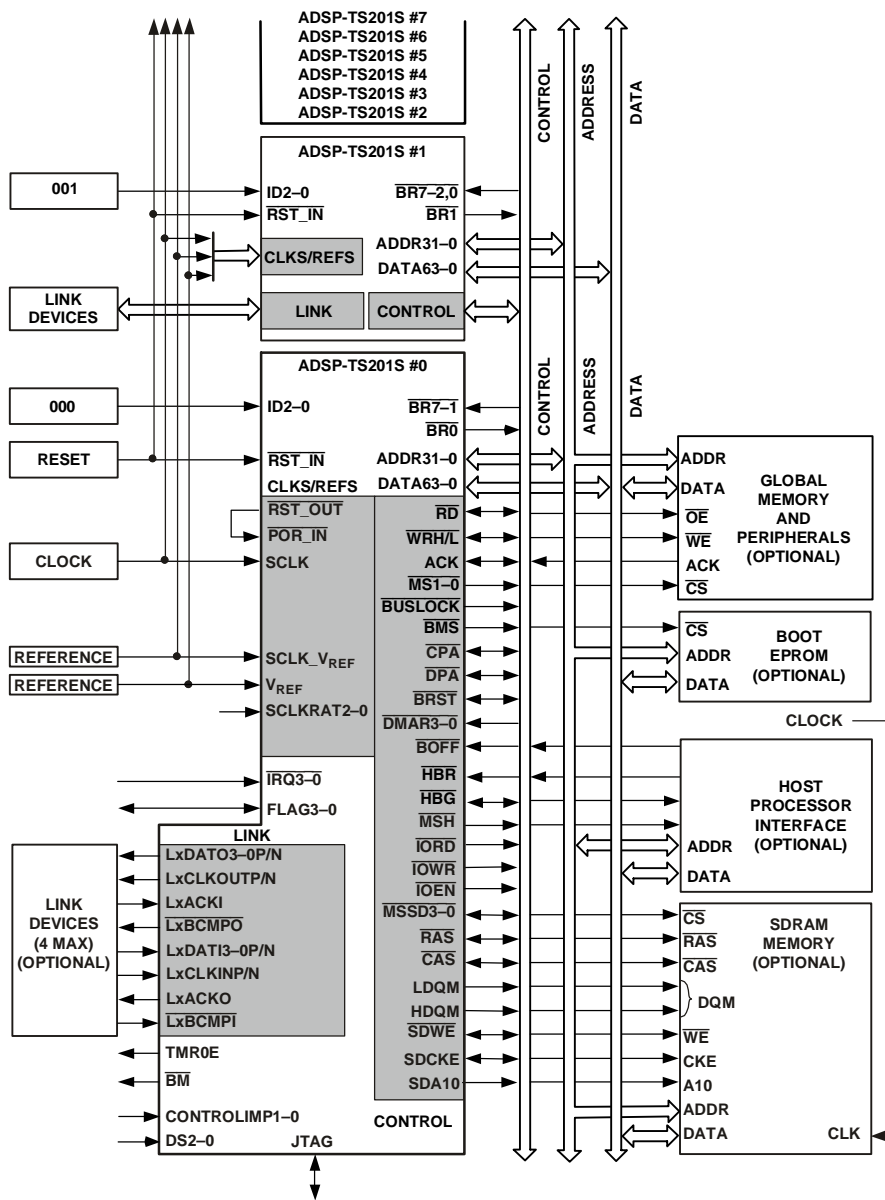 ADSP-TS201S #7
ADSP-TS201S #6
ADSP-TS201S #5
ADSP-TS201S #4
ADSP-TS201S #3
ADSP-TS201S #2
CONTROL
ADDRESS
DATA
ADSP-TS201S #1
001
ID2–0
RST_IN
CLKS/REFS
LINK
CONTROL
BR7–2,0
BR1
ADDR31–0
DATA63–0
LINK
DEVICES
CONTROL
ADDRESS
DATA
ADSP-TS201S #0
000
RESET
CLOCK
REFERENCE
REFERENCE
ID2–0
RST_IN
CLKS/REFS
RST_OUT
POR_IN
SCLK
SCLK_VREF
VREF
SCLKRAT2–0
IRQ3–0
FLAG3–0
LINK
LxDATO3–0P/N
LxCLKOUTP/N
LxACKI
LxBCMPO
LxDATI3–0P/N
LxCLKINP/N
LxACKO
LxBCMPI
TMR0E
BM
CONTROLIMP1–0
DS2–0
JTAG
CONTROL
LINK
DEVICES
(4 MAX)
(OPTIONAL)
BR7–1
BR0
ADDR31–0
DATA63–0
RD
WRH/L
ACK
MS1–0
BUSLOCK
BMS
CPA
DPA
BRST
DMAR3–0
BOFF
HBR
HBG
MSH
IORD
IOWR
IOEN
MSSD3–0
RAS
CAS
LDQM
HDQM
SDWE
SDCKE
SDA10
ADDR
DATA
OE
WE
ACK
CS
GLOBAL
MEMORY
AND
PERIPHERALS
(OPTIONAL)
CS
ADDR
DATA
BOOT
EPROM
(OPTIONAL)
CLOCK
HOST
PROCESSOR
INTERFACE
(OPTIONAL)
ADDR
DATA
SDRAM
MEMORY
(OPTIONAL)
CS
RAS
CAS
DQM
WE
CKE
A10
ADDR
DATA
CLK